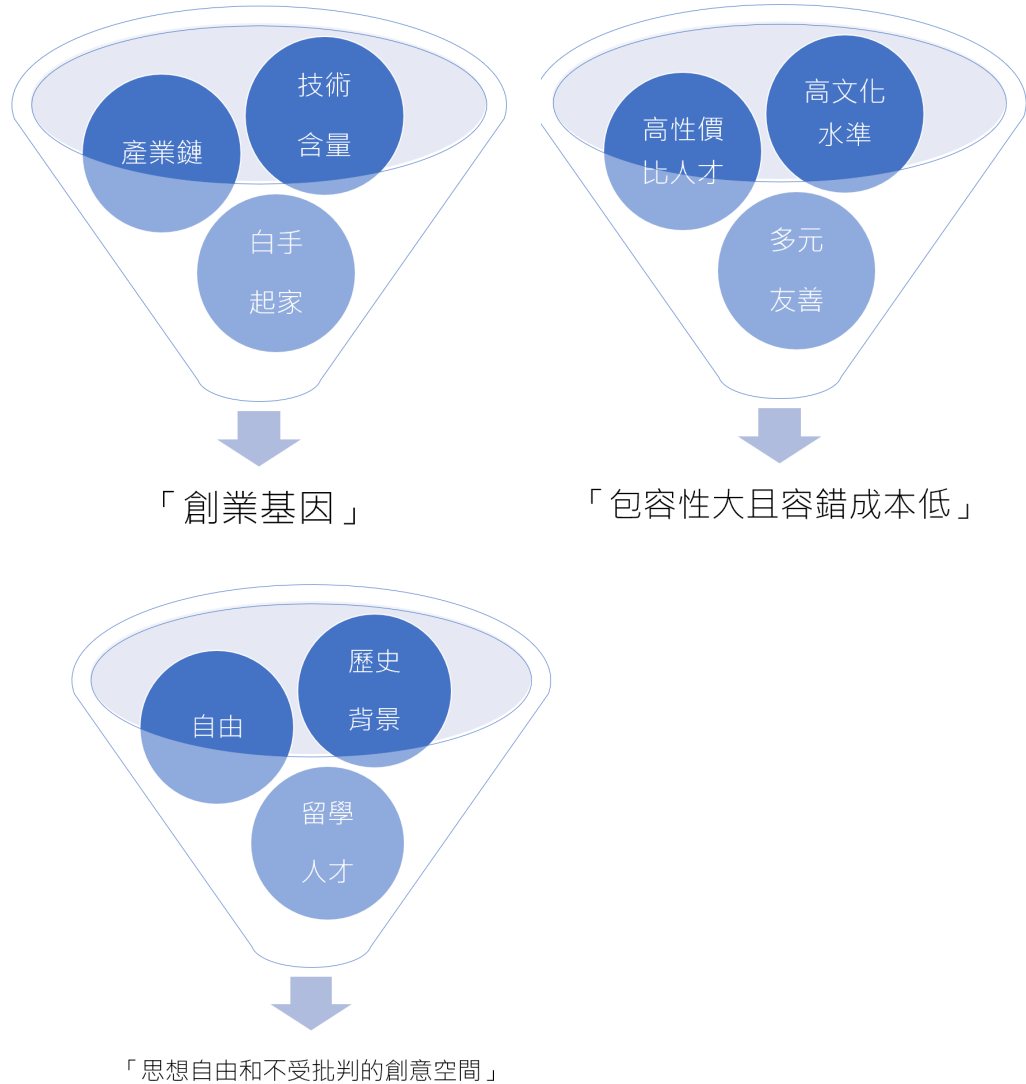 產業鏈
技術
含量
白手
起家
「創業基因」
高性價
比人才
高文化
水準
多元
友善
「包容性大且容錯成本低」
自由
歷史
背景
留學
人才
「思想自由和不受批判的創意空間」